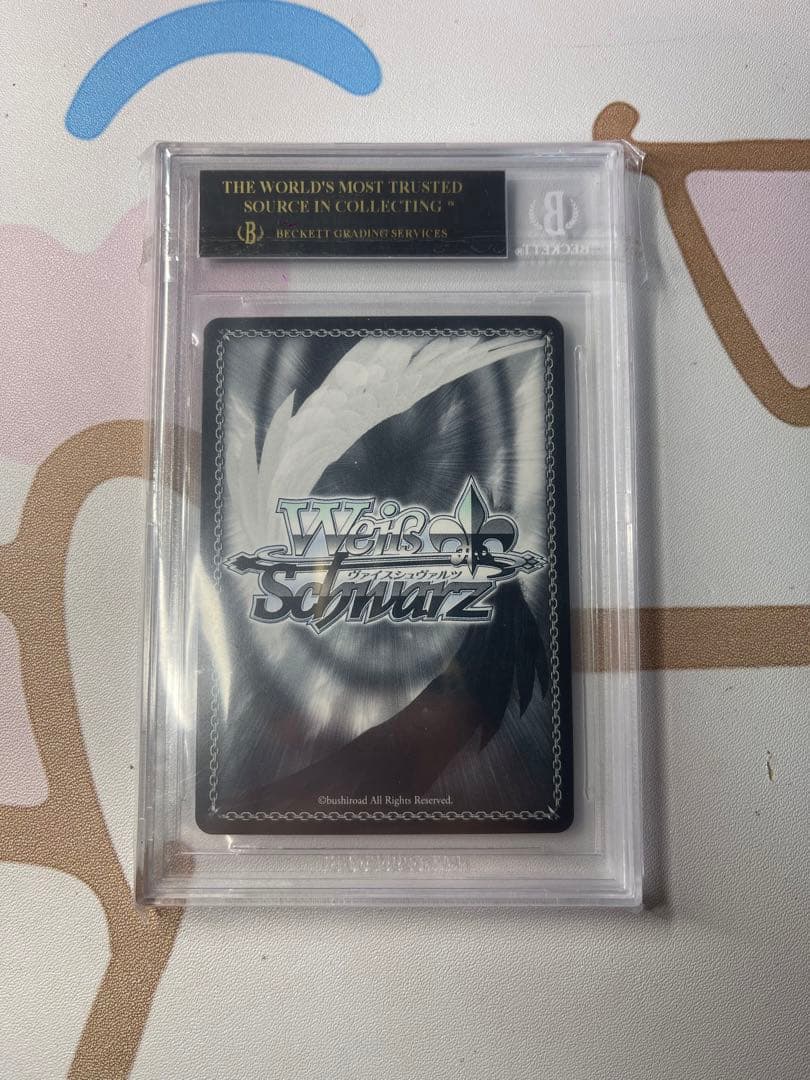 THE WORLD'S MOST TRUSTED
SOURCE IN COLLECTING ™
B BECKETT GRADING SERVICES
B
BECKETT
Weiß
ヴァイスシュヴァルツ
Schwarz
©bushiroad All Rights Reserved.